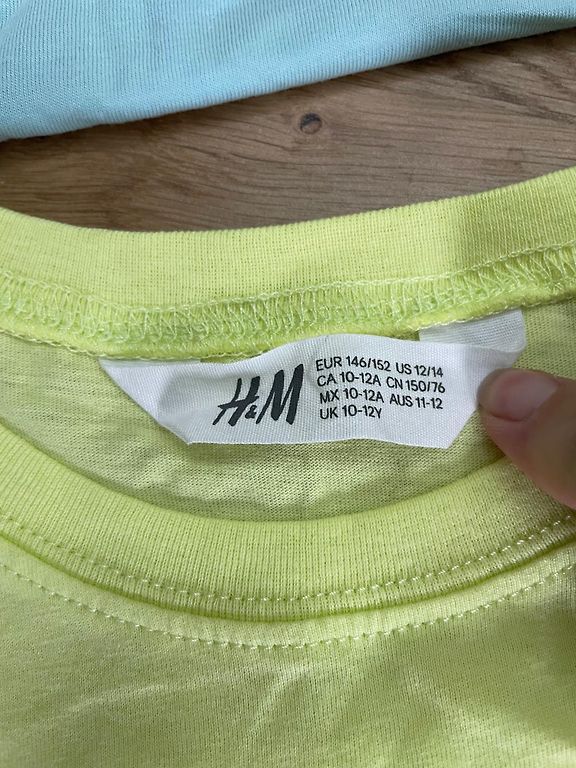 H&M
EUR 146/152 US 12/14
CA 10-12A CN 150/76
MX 10-12A AUS 11-12
UK 10-12Y